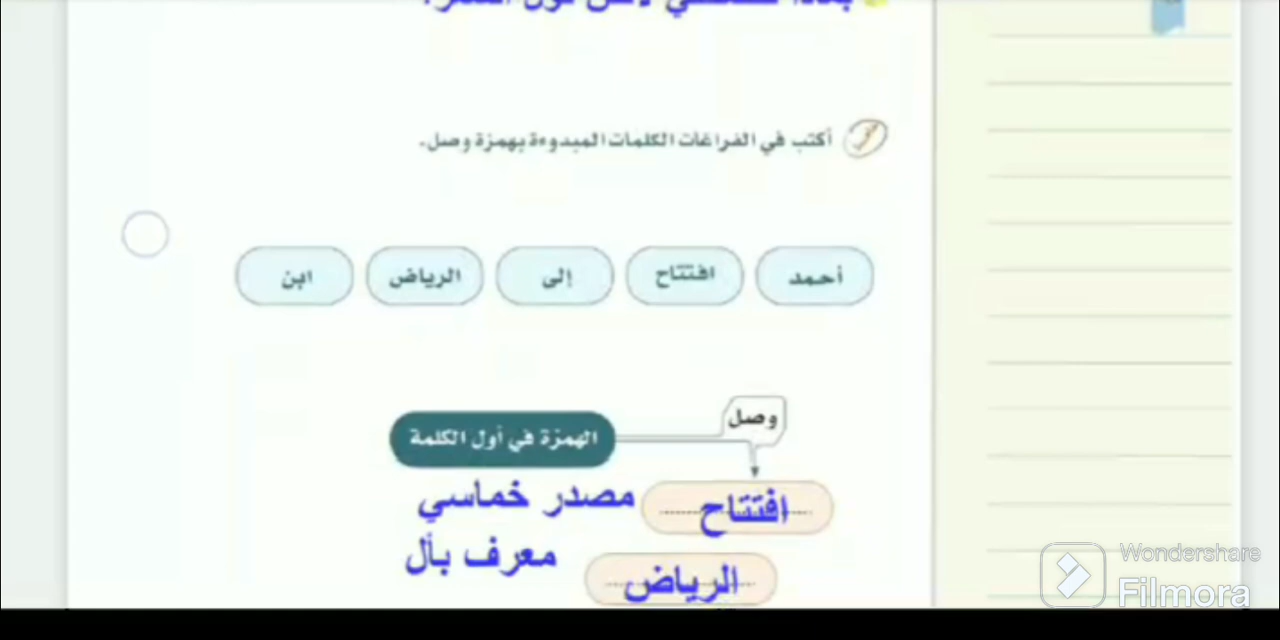 أكتب في الفراغات الكلمات المبدوءة بهمزة وصل.
أحمد افتتاح إلى الرياض ابن
وصل
الهمزة في أول الكلمة
افتتاح مصدر خماسي
الرياض معرف بأل
Wondershare
Filmora